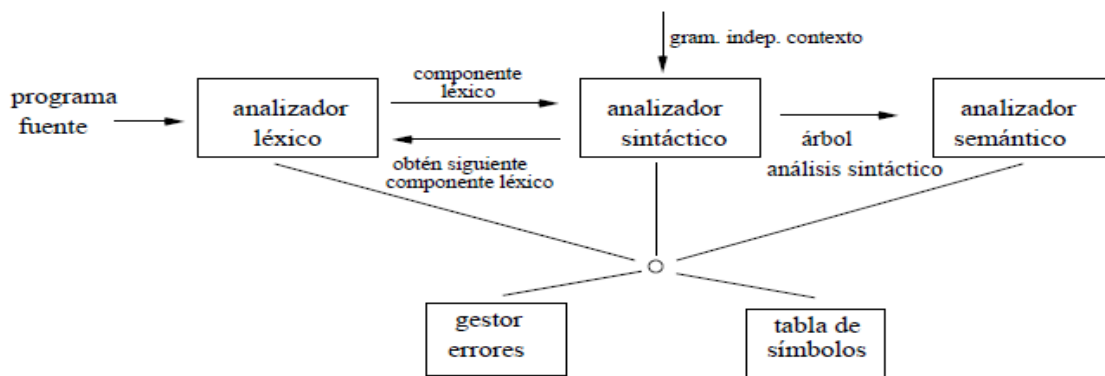 gram. indep. contexto
programa
fuente
analizador
léxico
componente
léxico
obtén siguiente
componente léxico
analizador
sintáctico
árbol
análisis sintáctico
analizador
semántico
gestor
errores
tabla de
símbolos